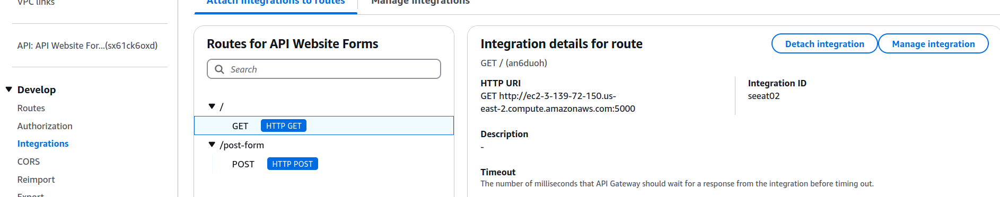 VPC links
API: API Website For...(sx61ck6oxd)
Develop
Routes
Authorization
Integrations
CORS
Reimport
Export
Attach integrations to routes
Manage integrations
Routes for API Website Forms
Search
/
GET HTTP GET
/post-form
POST HTTP POST
Integration details for route
Detach integration
Manage integration
GET / (an6duoh)
HTTP URI
GET http://ec2-3-139-72-150.us-
east-2.compute.amazonaws.com:5000
Integration ID
seeat02
Description
-
Timeout
The number of milliseconds that API Gateway should wait for a response from the integration before timing out.